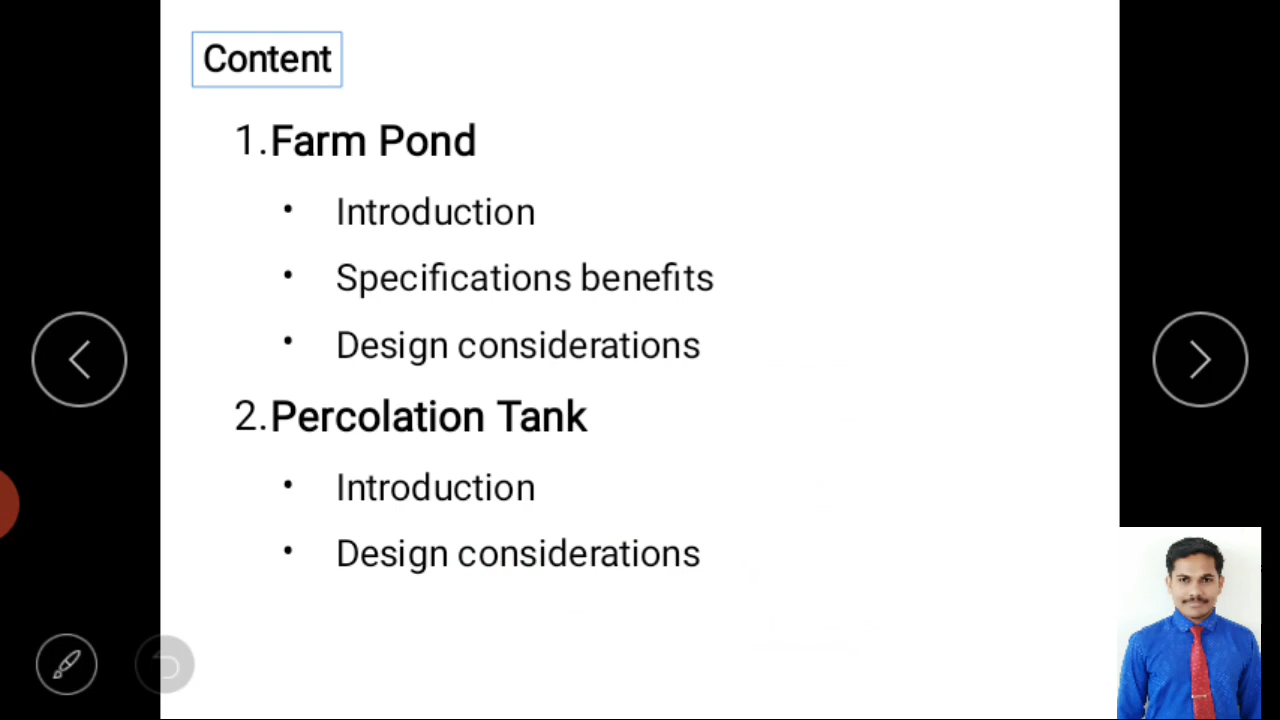 Content
1. Farm Pond
• Introduction
• Specifications benefits
• Design considerations
2. Percolation Tank
• Introduction
• Design considerations